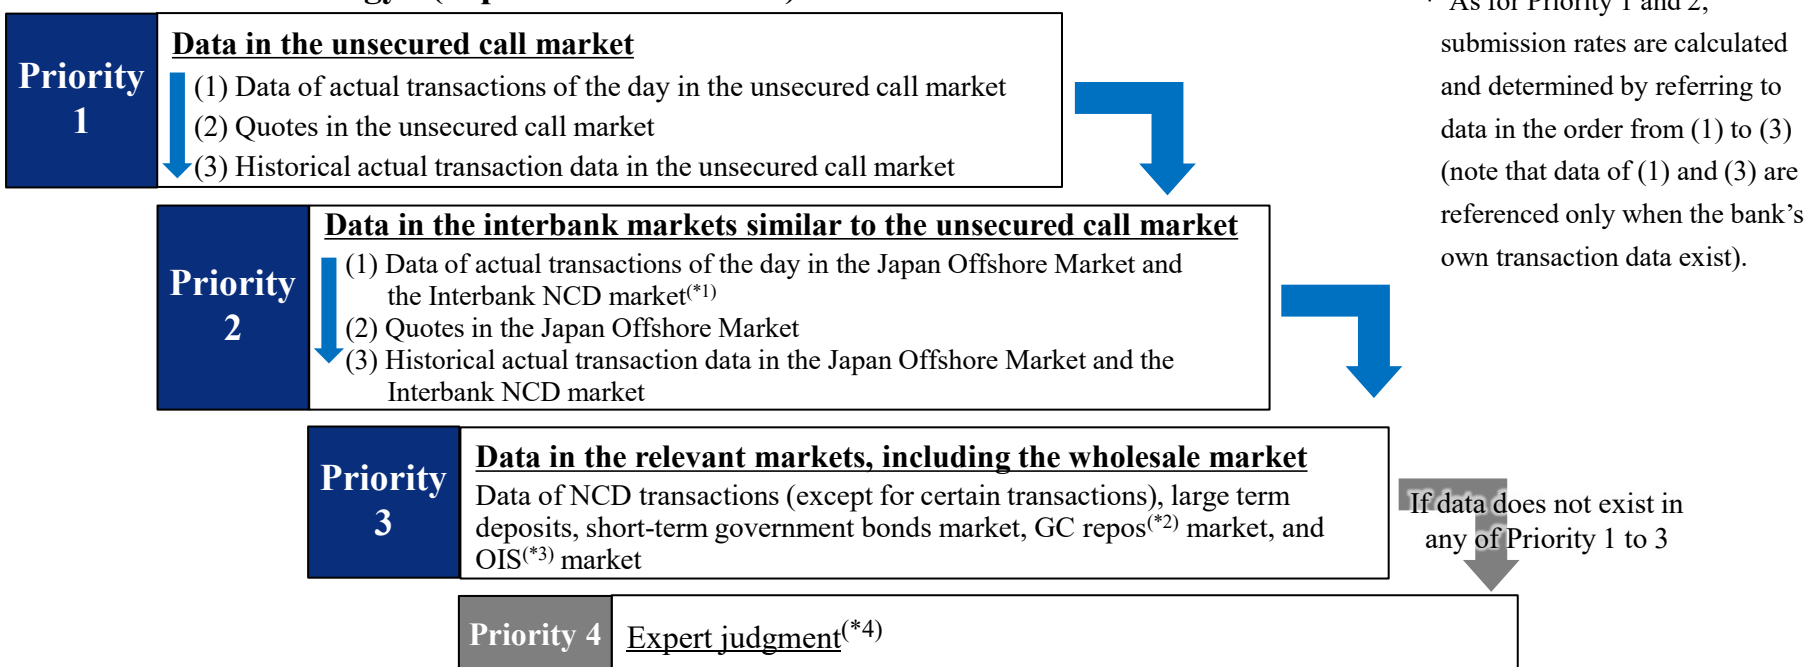 Priority
1
Data in the unsecured call market
(1) Data of actual transactions of the day in the unsecured call market
(2) Quotes in the unsecured call market
(3) Historical actual transaction data in the unsecured call market
As for Priority 1 and 2,
submission rates are calculated
and determined by referring to
data in the order from (1) to (3)
(note that data of (1) and (3) are
referenced only when the bank’s
own transaction data exist).
Priority
2
Data in the interbank markets similar to the unsecured call market
(1) Data of actual transactions of the day in the Japan Offshore Market and
the Interbank NCD market(*1)
(2) Quotes in the Japan Offshore Market
(3) Historical actual transaction data in the Japan Offshore Market and the
Interbank NCD market
Priority
3
Data in the relevant markets, including the wholesale market
Data of NCD transactions (except for certain transactions), large term
deposits, short-term government bonds market, GC repos(*2) market, and
OIS(*3) market
If data does not exist in
any of Priority 1 to 3
Priority 4
Expert judgment(*4)